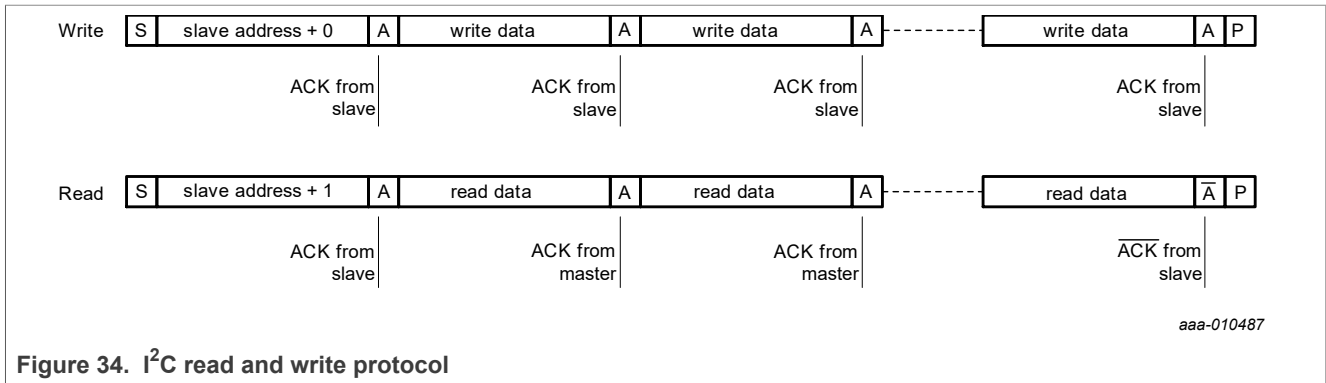 Write S slave address + 0 A write data A write data A write data A P
ACK from slave ACK from slave ACK from slave ACK from slave
Read S slave address + 1 A read data A read data A read data A̅ P
ACK from slave ACK from master ACK from master A̅C̅K̅ from slave
aaa-010487
Figure 34. I²C read and write protocol